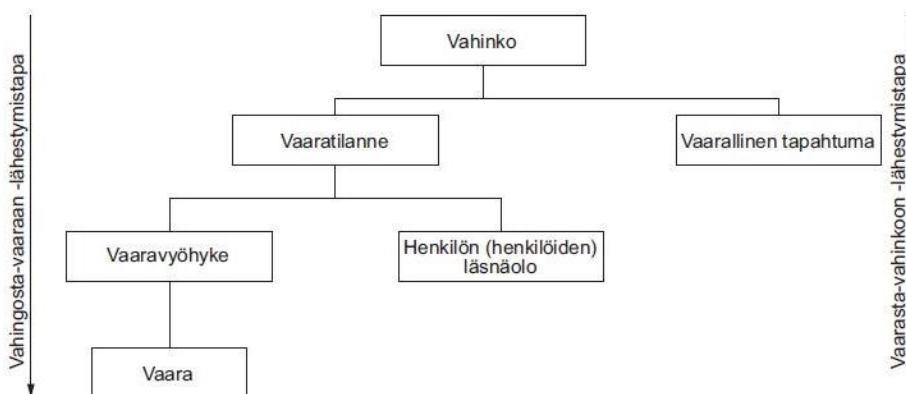 Vahingosta-vaaraan -lähestymistapa
Vahinko
Vaarasta-vahinkoon -lähestymistapa
Vaaratilanne
Vaarallinen tapahtuma
Vaaravyöhyke
Henkilön (henkilöiden)
läsnäolo
Vaara